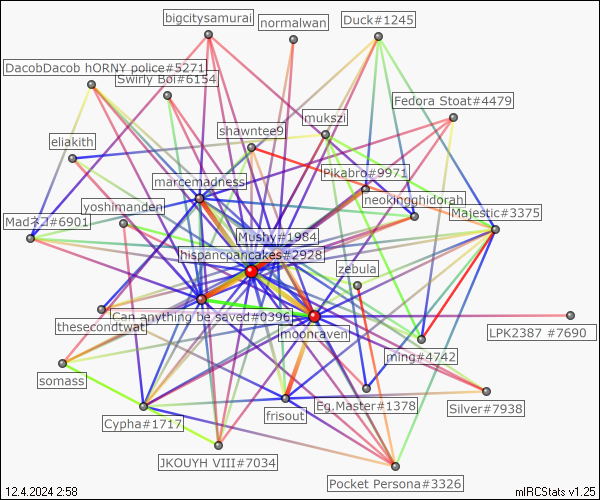 bigcitysamurai
normalwan
Duck#1245
DacobDacob hORNY police#5271
Swirly Boi#6154
Fedora Stoat#4479
mukszi
shawntee9
eliakith
Pikabro#9971
marcemadness
neokingghidorah
yoshimanden
Majestic#3375
Madネコ#6901
Mushy#1984
hispancpancakes#2928
zebula
Can anything be saved#0396
thesecondtwat
moonraven
LPK2387 #7690
ming#4742
somass
Eg.Master#1378
Silver#7938
frisout
Cypha#1717
JKOUYH VIII#7034
Pocket Persona#3326
12.4.2024 2:58
mIRCStats v1.25